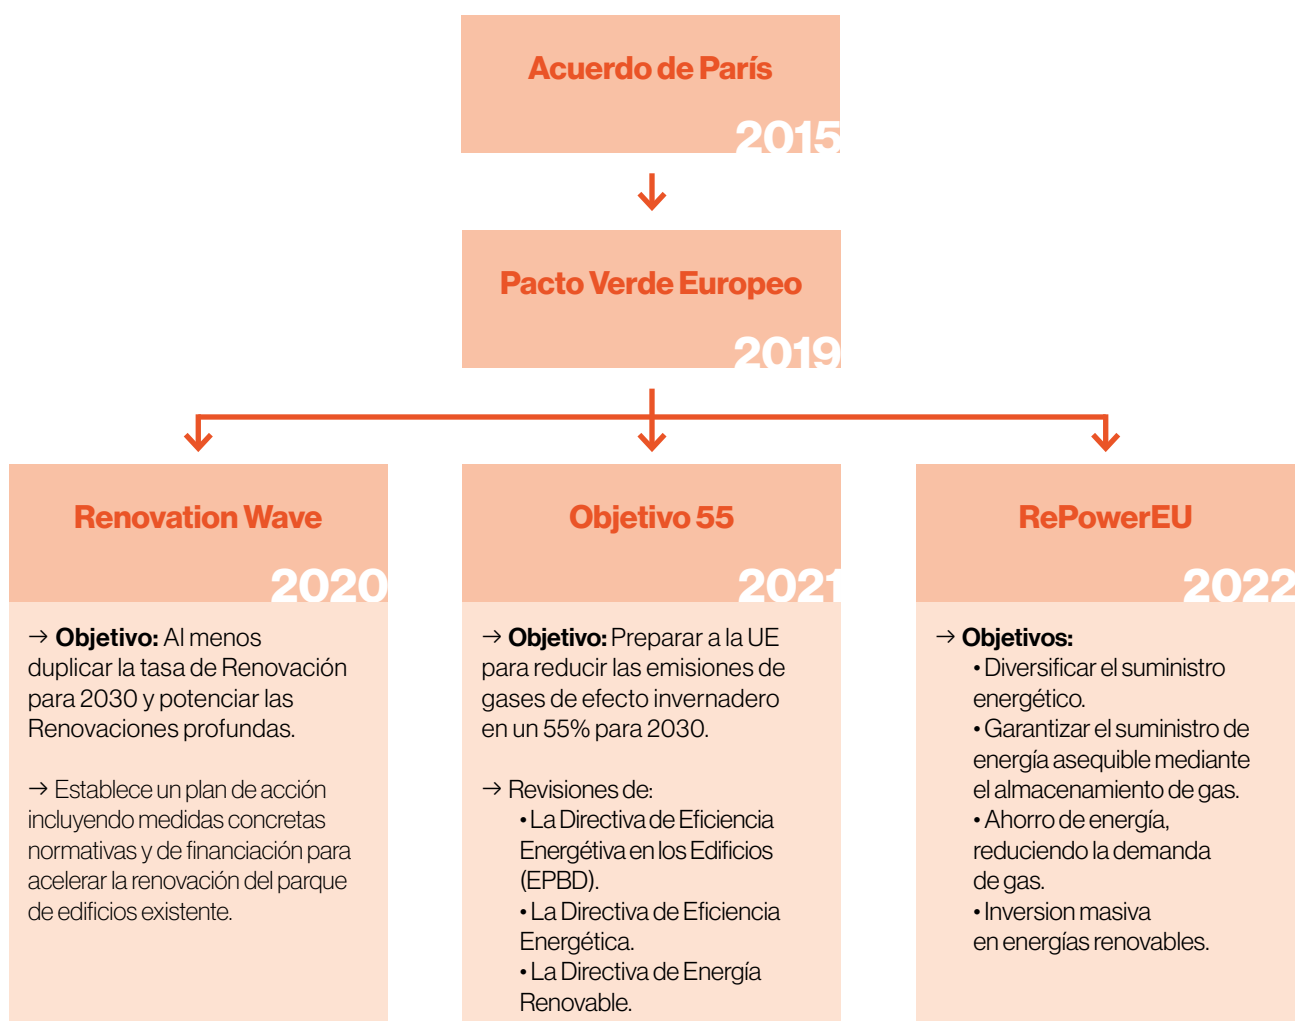 Acuerdo de París
2015
Pacto Verde Europeo
2019
Renovation Wave
2020
→ Objetivo: Al menos
duplicar la tasa de Renovación
para 2030 y potenciar las
Renovaciones profundas.
→ Establece un plan de acción
incluyendo medidas concretas
normativas y de financiación para
acelerar la renovación del parque
de edificios existente.
Objetivo 55
2021
→ Objetivo: Preparar a la UE
para reducir las emisiones de
gases de efecto invernadero
en un 55% para 2030.
→ Revisiones de:
• La Directiva de Eficiencia
Energétiva en los Edificios
(EPBD).
• La Directiva de Eficiencia
Energética.
• La Directiva de Energía
Renovable.
RePowerEU
2022
→ Objetivos:
• Diversificar el suministro
energético.
• Garantizar el suministro de
energía asequible mediante
el almacenamiento de gas.
• Ahorro de energía,
reduciendo la demanda
de gas.
• Inversion masiva
en energías renovables.